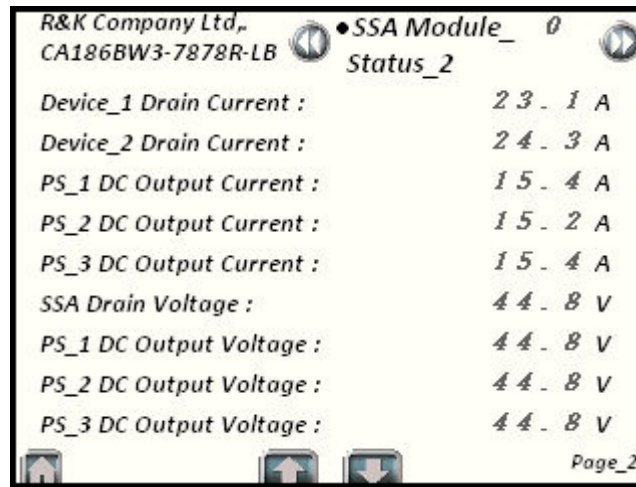 R&K Company Ltd,.
CA186BW3-7878R-LB
●SSA Module_ 0
Status_2
Device_1 Drain Current : 23.1 A
Device_2 Drain Current : 24.3 A
PS_1 DC Output Current : 15.4 A
PS_2 DC Output Current : 15.2 A
PS_3 DC Output Current : 15.4 A
SSA Drain Voltage : 44.8 V
PS_1 DC Output Voltage : 44.8 V
PS_2 DC Output Voltage : 44.8 V
PS_3 DC Output Voltage : 44.8 V
Page_2